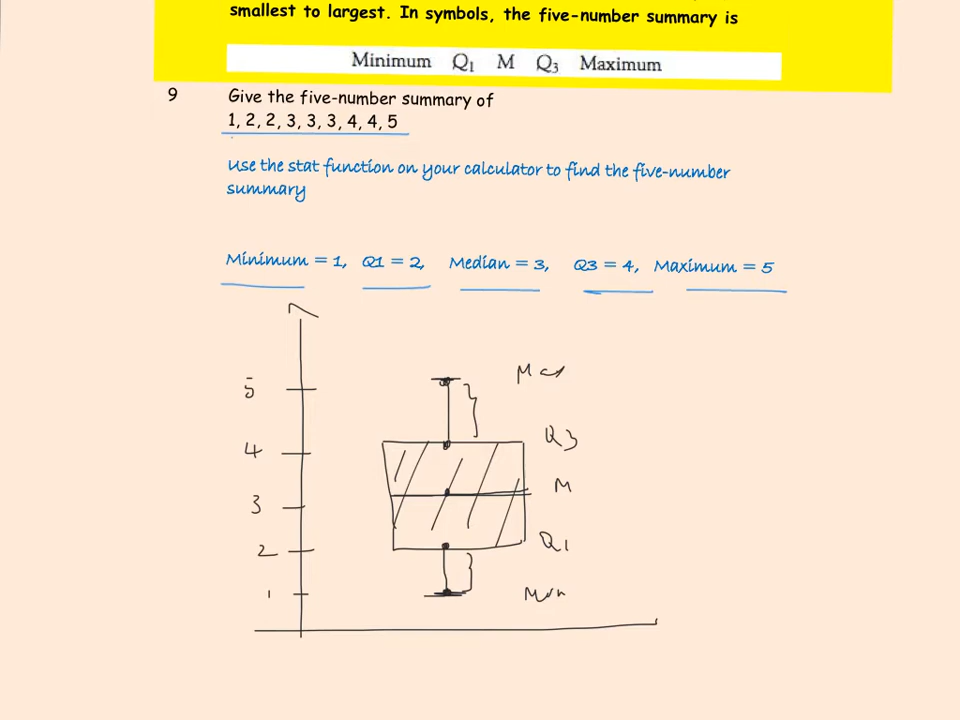 smallest to largest. In symbols, the five-number summary is
Minimum Q1 M Q3 Maximum
9 Give the five-number summary of
1, 2, 2, 3, 3, 3, 4, 4, 5
Use the stat function on your calculator to find the five-number
summary
Minimum = 1, Q1 = 2, Median = 3, Q3 = 4, Maximum = 5
5 Max
4 Q3
3 M
2 Q1
1 Min